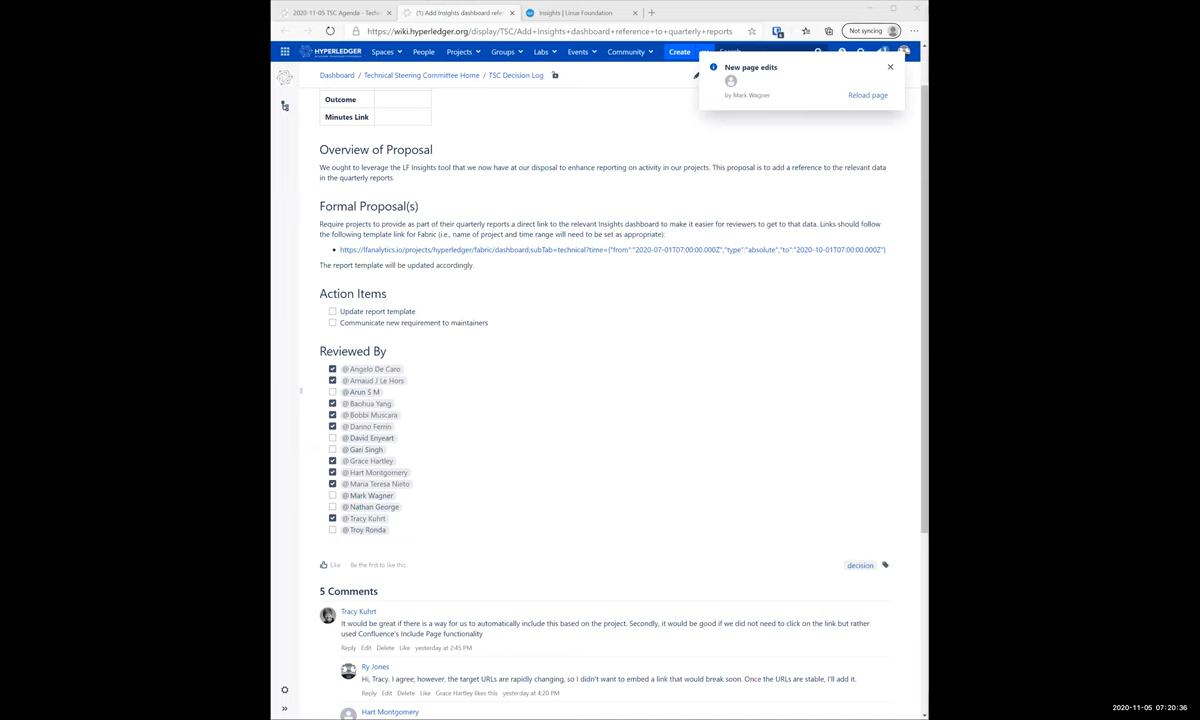 2020-11-05 TSC Agenda - Techn
(1) Add Insights dashboard refe
Insights | Linux Foundation
https://wiki.hyperledger.org/display/TSC/Add+Insights+dashboard+reference+to+quarterly+reports
Not syncing
HYPERLEDGER Spaces People Projects Groups Labs Events Community Create Search
New page edits
by Mark Wagner
Reload page
Dashboard / Technical Steering Committee Home / TSC Decision Log
Outcome
Minutes Link
Overview of Proposal
We ought to leverage the LF Insights tool that we now have at our disposal to enhance reporting on activity in our projects. This proposal is to add a reference to the relevant data
in the quarterly reports.
Formal Proposal(s)
Require projects to provide as part of their quarterly reports a direct link to the relevant Insights dashboard to make it easier for reviewers to get to that data. Links should follow
the following template link for Fabric (i.e., name of project and time range will need to be set as appropriate):
• https://lfanalytics.io/projects/hyperledger/fabric/dashboard;subTab=technical?time={"from":"2020-07-01T07:00:00.000Z","type":"absolute","to":"2020-10-01T07:00:00.000Z"}
The report template will be updated accordingly.
Action Items
Update report template
Communicate new requirement to maintainers
Reviewed By
@ Angelo De Caro
@ Arnaud J Le Hors
@ Arun S M
@ Baohua Yang
@ Bobbi Muscara
@ Danno Ferrin
@ David Enyeart
@ Gari Singh
@ Grace Hartley
@ Hart Montgomery
@ Maria Teresa Nieto
@ Mark Wagner
@ Nathan George
@ Tracy Kuhrt
@ Troy Ronda
Like Be the first to like this
decision
5 Comments
Tracy Kuhrt
It would be great if there is a way for us to automatically include this based on the project. Secondly, it would be good if we did not need to click on the link but rather
used Confluence's Include Page functionality
Reply Edit Delete Like yesterday at 2:45 PM
Ry Jones
Hi, Tracy. I agree; however, the target URLs are rapidly changing, so I didn't want to embed a link that would break soon. Once the URLs are stable, I'll add it.
Reply Edit Delete Like Grace Hartley likes this yesterday at 4:20 PM
Hart Montgomery
2020-11-05 07:20:36